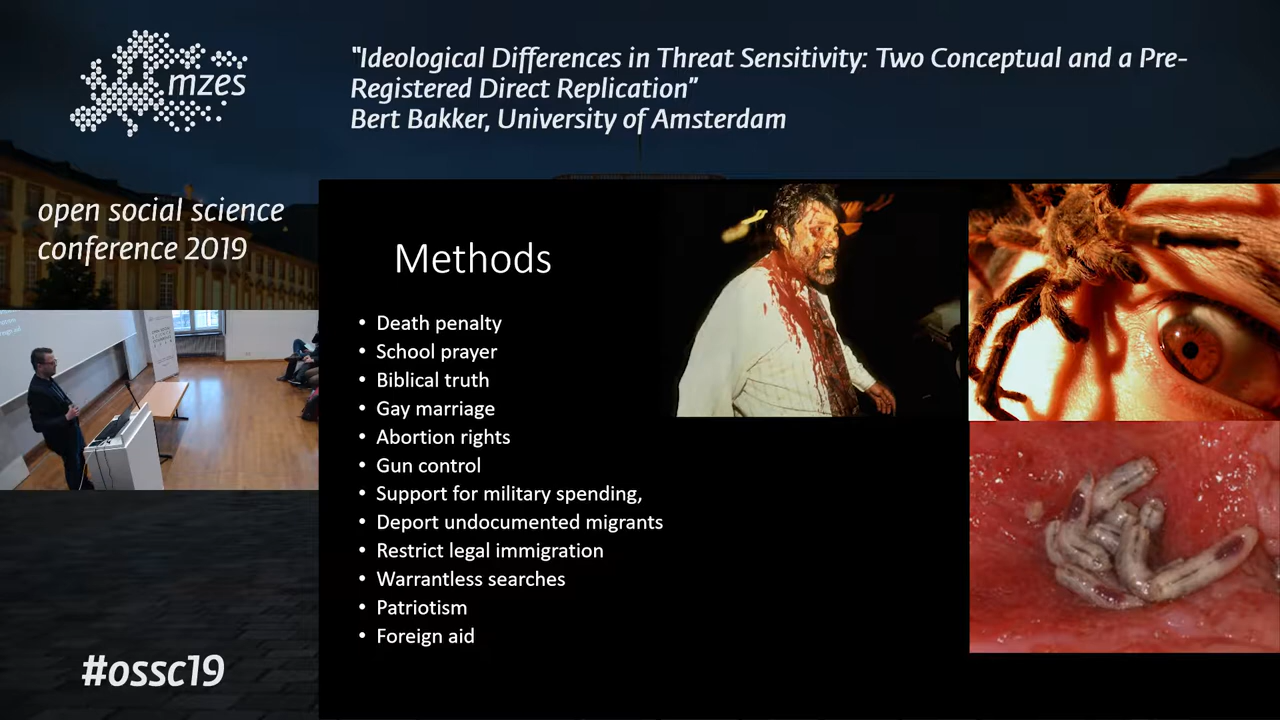 mzes
"Ideological Differences in Threat Sensitivity: Two Conceptual and a Pre-
Registered Direct Replication"
Bert Bakker, University of Amsterdam
open social science
conference 2019
Methods
• Death penalty
• School prayer
• Biblical truth
• Gay marriage
• Abortion rights
• Gun control
• Support for military spending,
• Deport undocumented migrants
• Restrict legal immigration
• Warrantless searches
• Patriotism
• Foreign aid
#ossc19